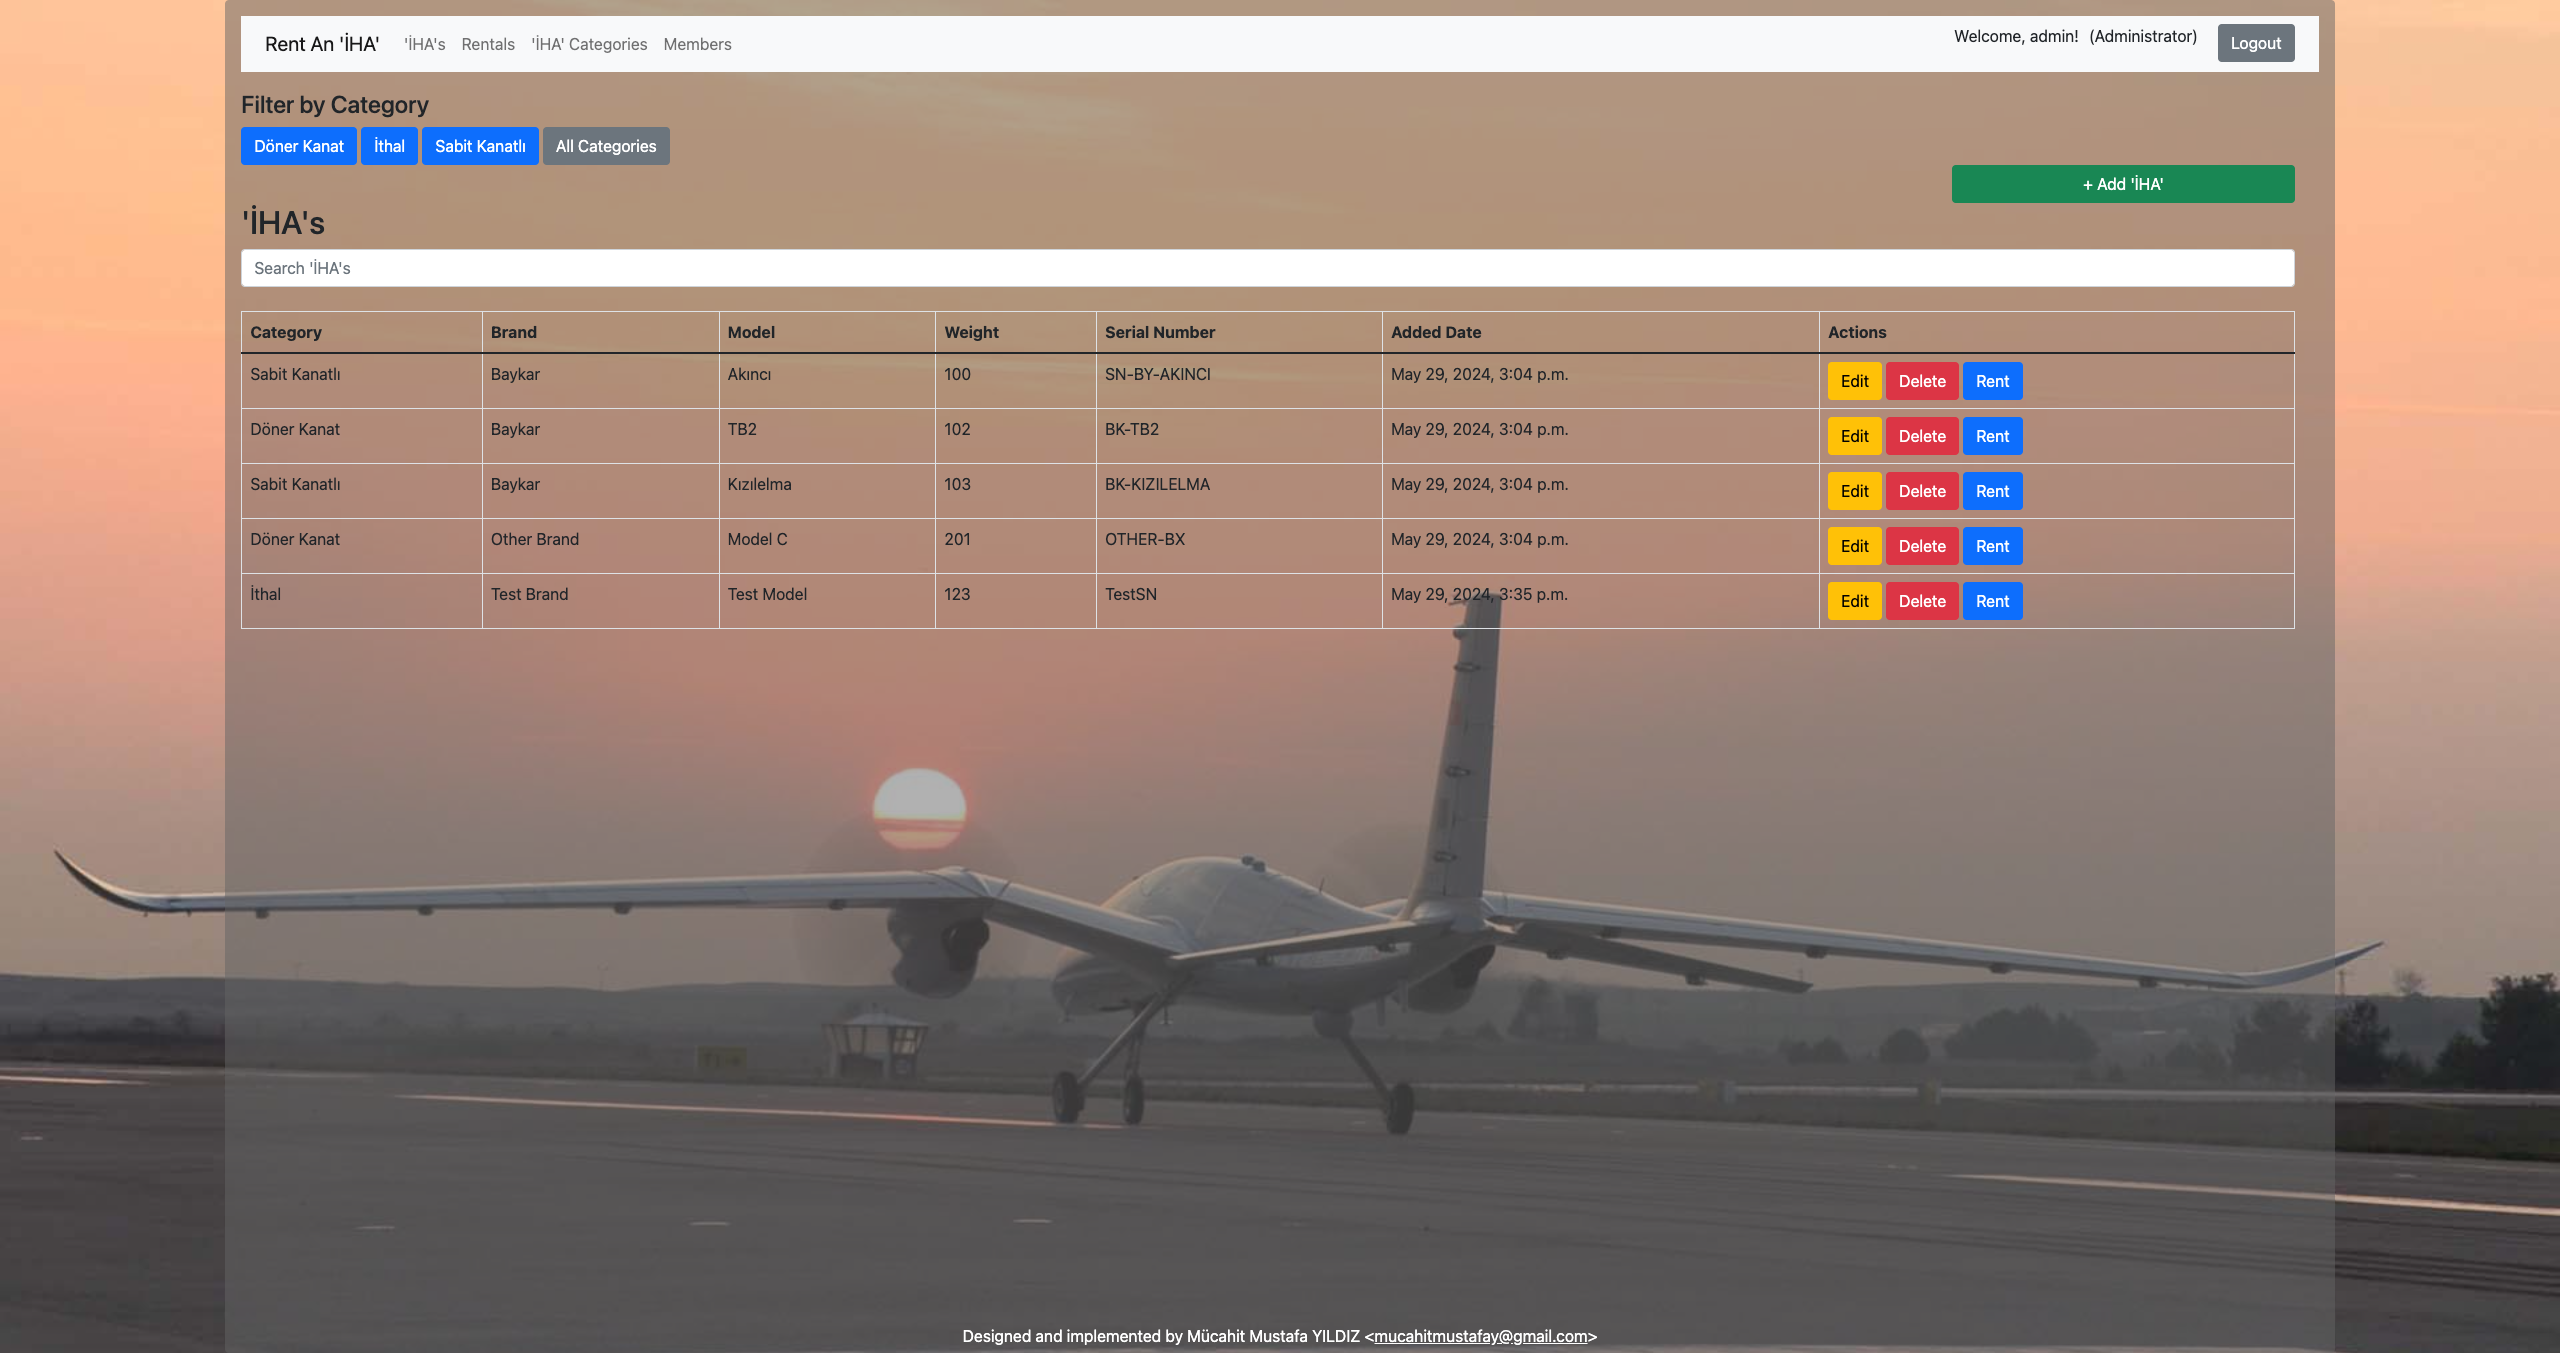 Rent An 'İHA' 'İHA's Rentals 'İHA' Categories Members Welcome, admin! (Administrator) Logout
Filter by Category
Döner Kanat İthal Sabit Kanatlı All Categories
+ Add 'İHA'
'İHA's
Search 'İHA's
Category Brand Model Weight Serial Number Added Date Actions
Sabit Kanatlı Baykar Akıncı 100 SN-BY-AKINCI May 29, 2024, 3:04 p.m. Edit Delete Rent
Döner Kanat Baykar TB2 102 BK-TB2 May 29, 2024, 3:04 p.m. Edit Delete Rent
Sabit Kanatlı Baykar Kızılelma 103 BK-KIZILELMA May 29, 2024, 3:04 p.m. Edit Delete Rent
Döner Kanat Other Brand Model C 201 OTHER-BX May 29, 2024, 3:04 p.m. Edit Delete Rent
İthal Test Brand Test Model 123 TestSN May 29, 2024, 3:35 p.m. Edit Delete Rent
Designed and implemented by Mücahit Mustafa YILDIZ <mucahitmustafay@gmail.com>